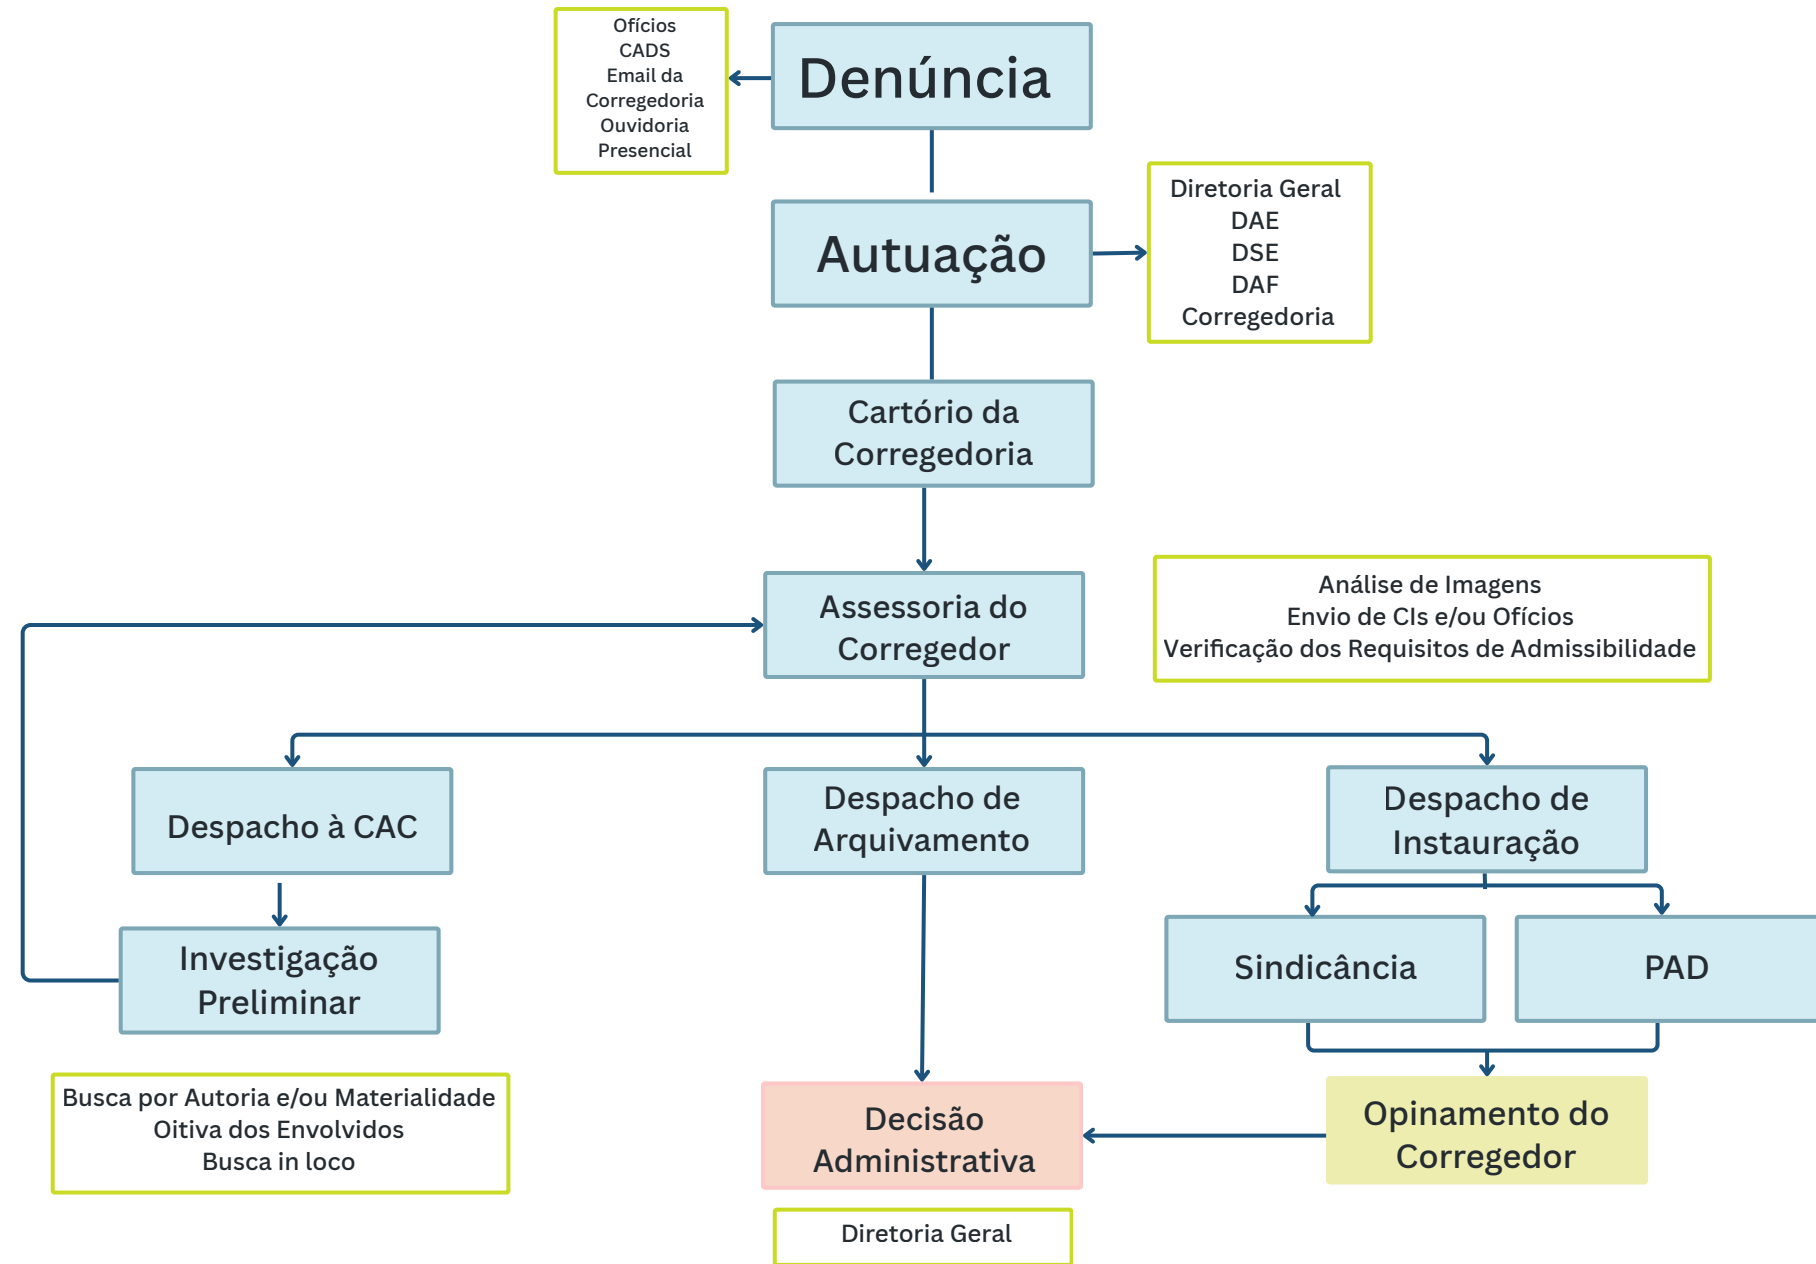 Ofícios
CADS
Email da
Corregedoria
Ouvidoria
Presencial
Denúncia
Diretoria Geral
DAE
DSE
DAF
Corregedoria
Autuação
Cartório da
Corregedoria
Assessoria do
Corregedor
Análise de Imagens
Envio de CIs e/ou Ofícios
Verificação dos Requisitos de Admissibilidade
Despacho à CAC
Despacho de
Arquivamento
Despacho de
Instauração
Investigação
Preliminar
Sindicância
PAD
Busca por Autoria e/ou Materialidade
Oitiva dos Envolvidos
Busca in loco
Decisão
Administrativa
Opinamento do
Corregedor
Diretoria Geral